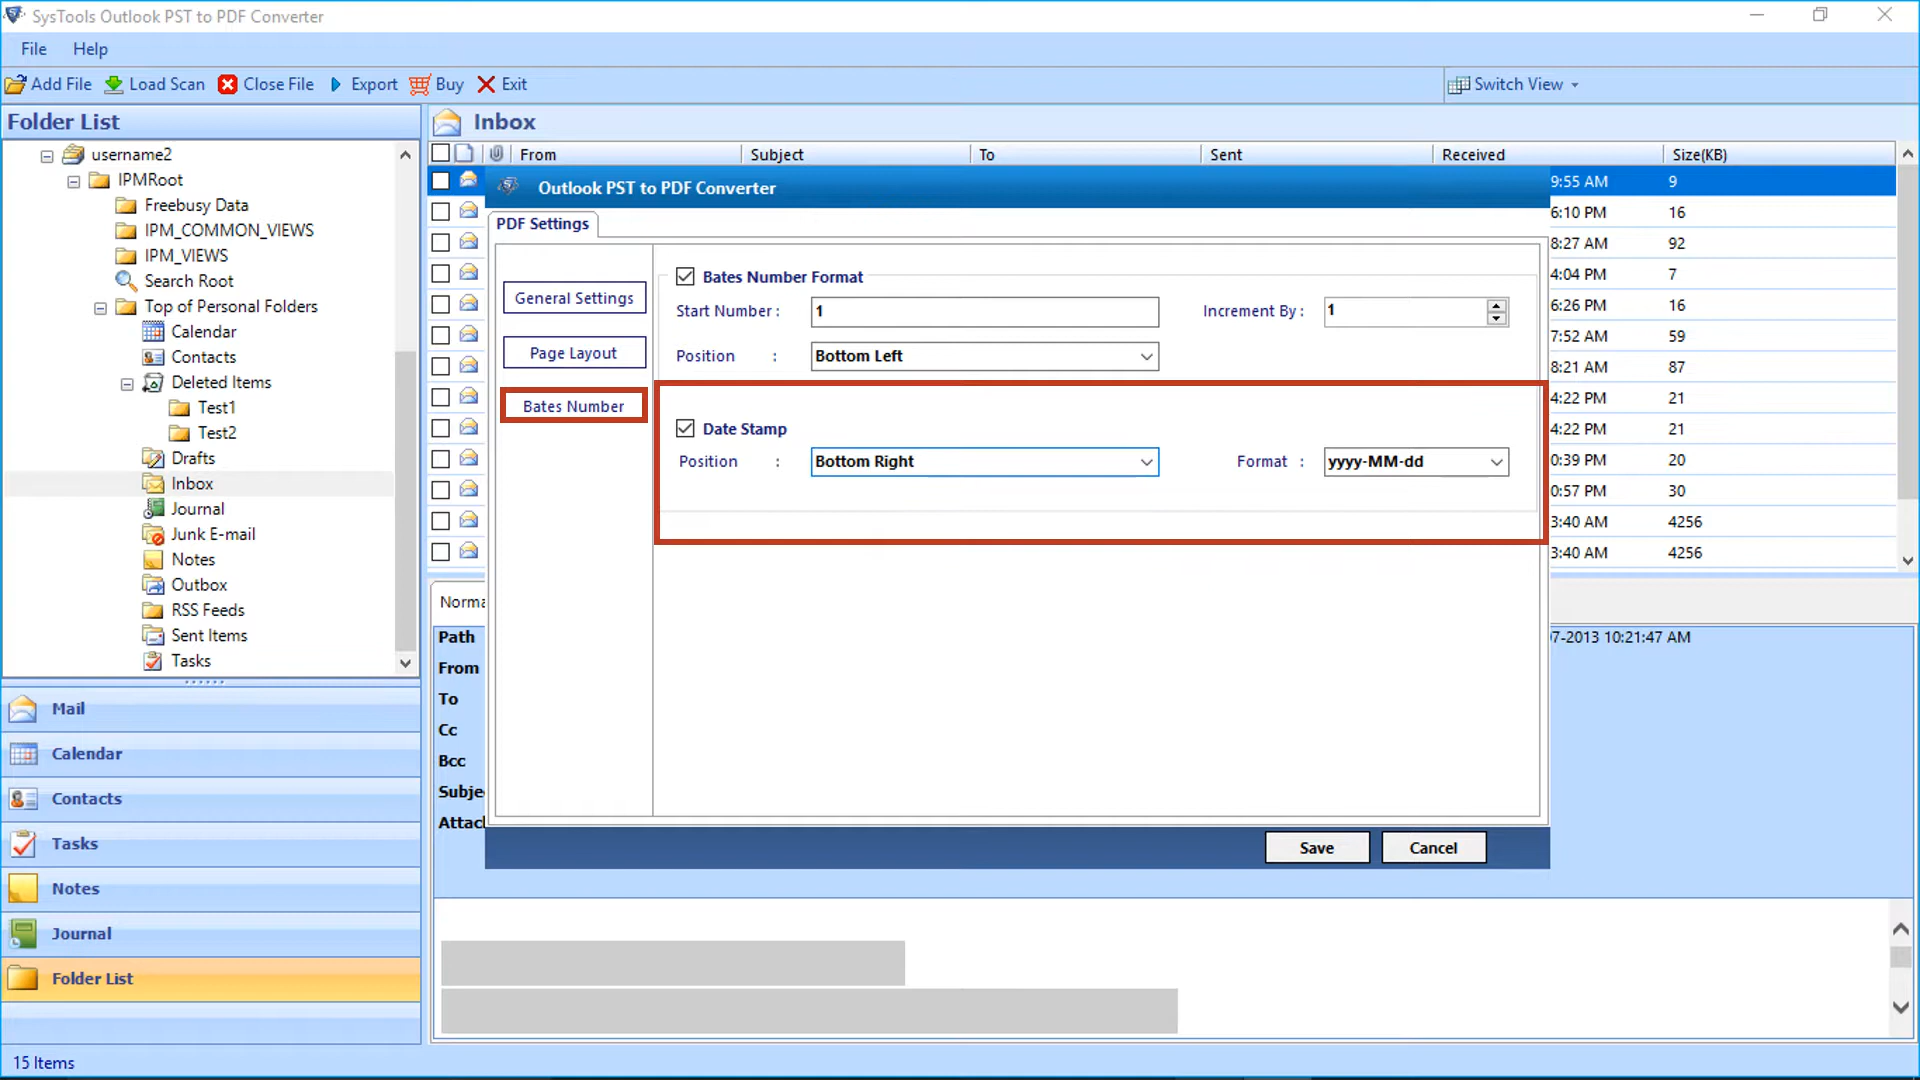 SysTools Outlook PST to PDF Converter
File Help
Add File Load Scan Close File Export Buy Exit Switch View
Folder List
username2
IPMRoot
Freebusy Data
IPM_COMMON_VIEWS
IPM_VIEWS
Search Root
Top of Personal Folders
Calendar
Contacts
Deleted Items
Test1
Test2
Drafts
Inbox
Journal
Junk E-mail
Notes
Outbox
RSS Feeds
Sent Items
Tasks
Mail
Calendar
Contacts
Tasks
Notes
Journal
Folder List
15 Items
Inbox
From Subject To Sent Received Size(KB)
9:55 AM 9
6:10 PM 16
8:27 AM 92
4:04 PM 7
6:26 PM 16
7:52 AM 59
8:21 AM 87
4:22 PM 21
4:22 PM 21
0:39 PM 20
0:57 PM 30
3:40 AM 4256
3:40 AM 4256
Outlook PST to PDF Converter
PDF Settings
General Settings
Page Layout
Bates Number
Bates Number Format
Start Number : 1 Increment By : 1
Position : Bottom Left
Date Stamp
Position : Bottom Right Format : yyyy-MM-dd
Save Cancel
Norma
Path 07-2013 10:21:47 AM
From
To
Cc
Bcc
Subje
Attach